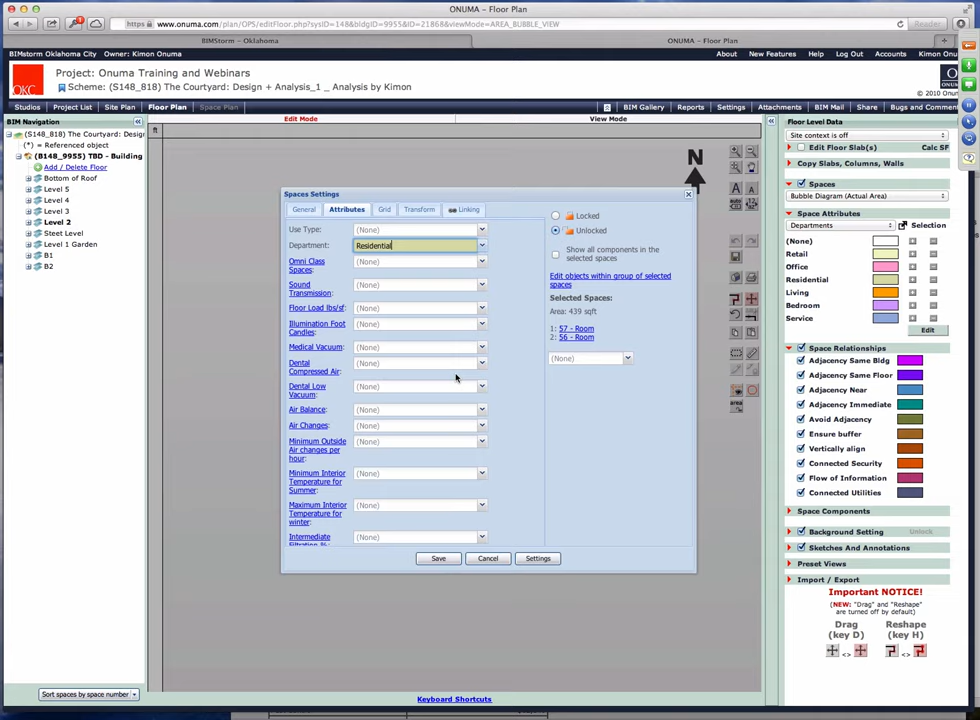 ONUMA – Floor Plan
https www.onuma.com/plan/OPS/editFloor.php?sysID=148&bldgID=9955&ID=21868&viewMode=AREA_BUBBLE_VIEW
Reader
BIMStorm – Oklahoma
ONUMA – Floor Plan
BIMStorm Oklahoma City Owner: Kimon Onuma
About New Features Help Log Out Accounts Kimon Onu
OKC
Project: Onuma Training and Webinars
Scheme: (S148_818) The Courtyard: Design + Analysis_1 _ Analysis by Kimon
© 2010 Onu
Studios Project List Site Plan Floor Plan Space Plan
BIM Gallery Reports Settings Attachments BIM Mail Share Bugs and Comment
BIM Navigation
(S148_818) The Courtyard: Desig
(*) = Referenced object
(B148_9955) TBD - Building
Add / Delete Floor
Bottom of Roof
Level 5
Level 4
Level 3
Level 2
Steet Level
Level 1 Garden
B1
B2
Sort spaces by space number
Edit Mode
View Mode
ft
N
Spaces Settings
General Attributes Grid Transform Linking
Use Type: (None)
Department: Residential
Omni Class Spaces: (None)
Sound Transmission: (None)
Floor Load lbs/sf: (None)
Illumination Foot Candles: (None)
Medical Vacuum: (None)
Dental Compressed Air: (None)
Dental Low Vacuum: (None)
Air Balance: (None)
Air Changes: (None)
Minimum Outside Air changes per hour: (None)
Minimum Interior Temperature for Summer: (None)
Maximum Interior Temperature for winter: (None)
Intermediate Filtration %: (None)
Locked
Unlocked
Show all components in the
selected spaces
Edit objects within group of selected
spaces
Selected Spaces:
Area: 439 sqft
1: 57 - Room
2: 56 - Room
(None)
Save Cancel Settings
Keyboard Shortcuts
Floor Level Data
Site context is off
Edit Floor Slab(s) Calc SF
Copy Slabs, Columns, Walls
Spaces
Bubble Diagram (Actual Area)
Space Attributes
Departments Selection
(None)
Retail
Office
Residential
Living
Bedroom
Service
Edit
Space Relationships
Adjacency Same Bldg
Adjacency Same Floor
Adjacency Near
Adjacency Immediate
Avoid Adjacency
Ensure buffer
Vertically align
Connected Security
Flow of Information
Connected Utilities
Space Components
Background Setting Unlock
Sketches And Annotations
Preset Views
Import / Export
Important NOTICE!
(NEW: "Drag" and "Reshape"
are turned off by default)
Drag Reshape
(key D) (key H)
<> <>